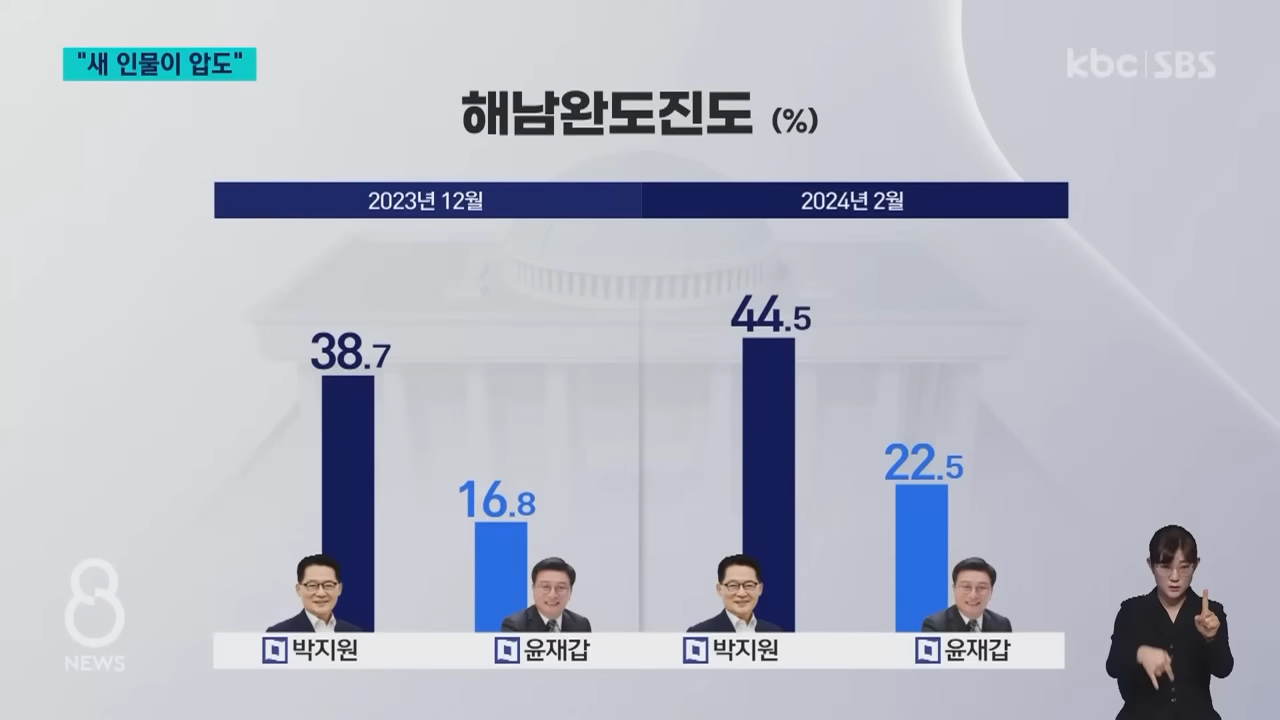 "새 인물이 압도"
kbc SBS
해남완도진도 (%)
2023년 12월
2024년 2월
38.7
16.8
44.5
22.5
박지원
윤재갑
박지원
윤재갑
8
NEWS